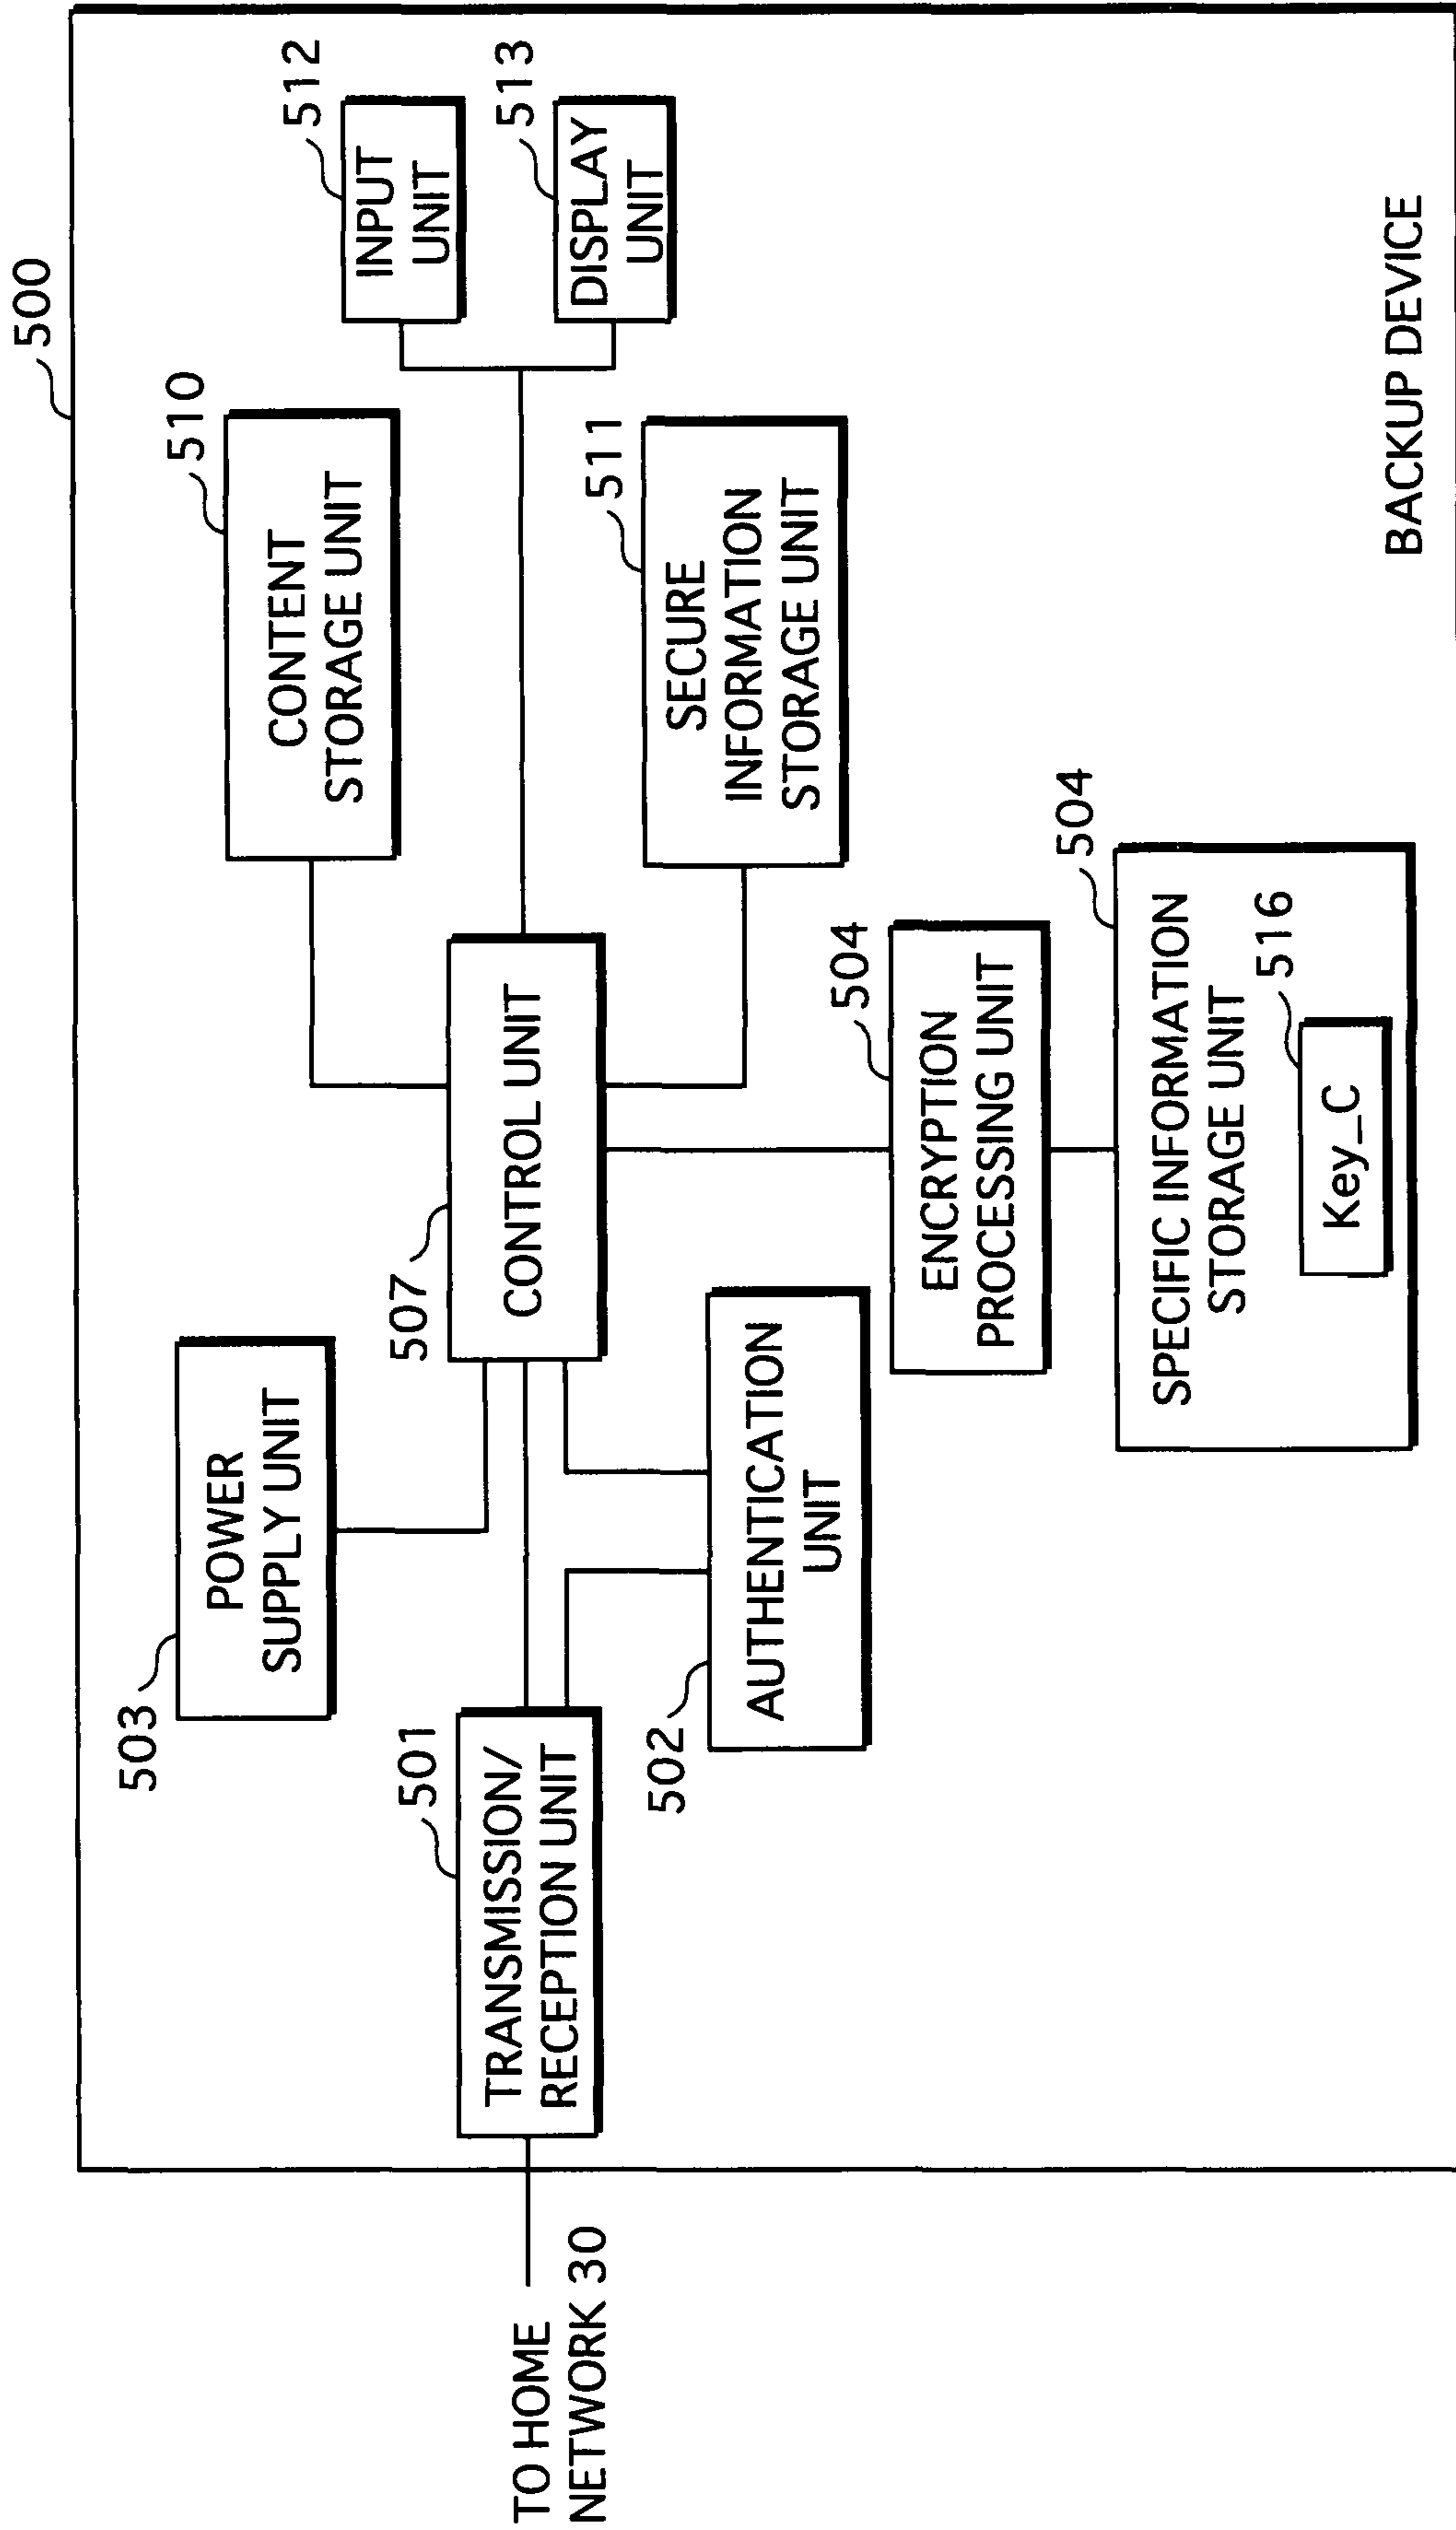 500
503
POWER
SUPPLY UNIT
510
CONTENT
STORAGE UNIT
512
INPUT
UNIT
513
DISPLAY
UNIT
TO HOME
NETWORK 30
501
TRANSMISSION/
RECEPTION UNIT
507
CONTROL UNIT
511
SECURE
INFORMATION
STORAGE UNIT
502
AUTHENTICATION
UNIT
504
ENCRYPTION
PROCESSING UNIT
504
SPECIFIC INFORMATION
STORAGE UNIT
516
Key_C
BACKUP DEVICE